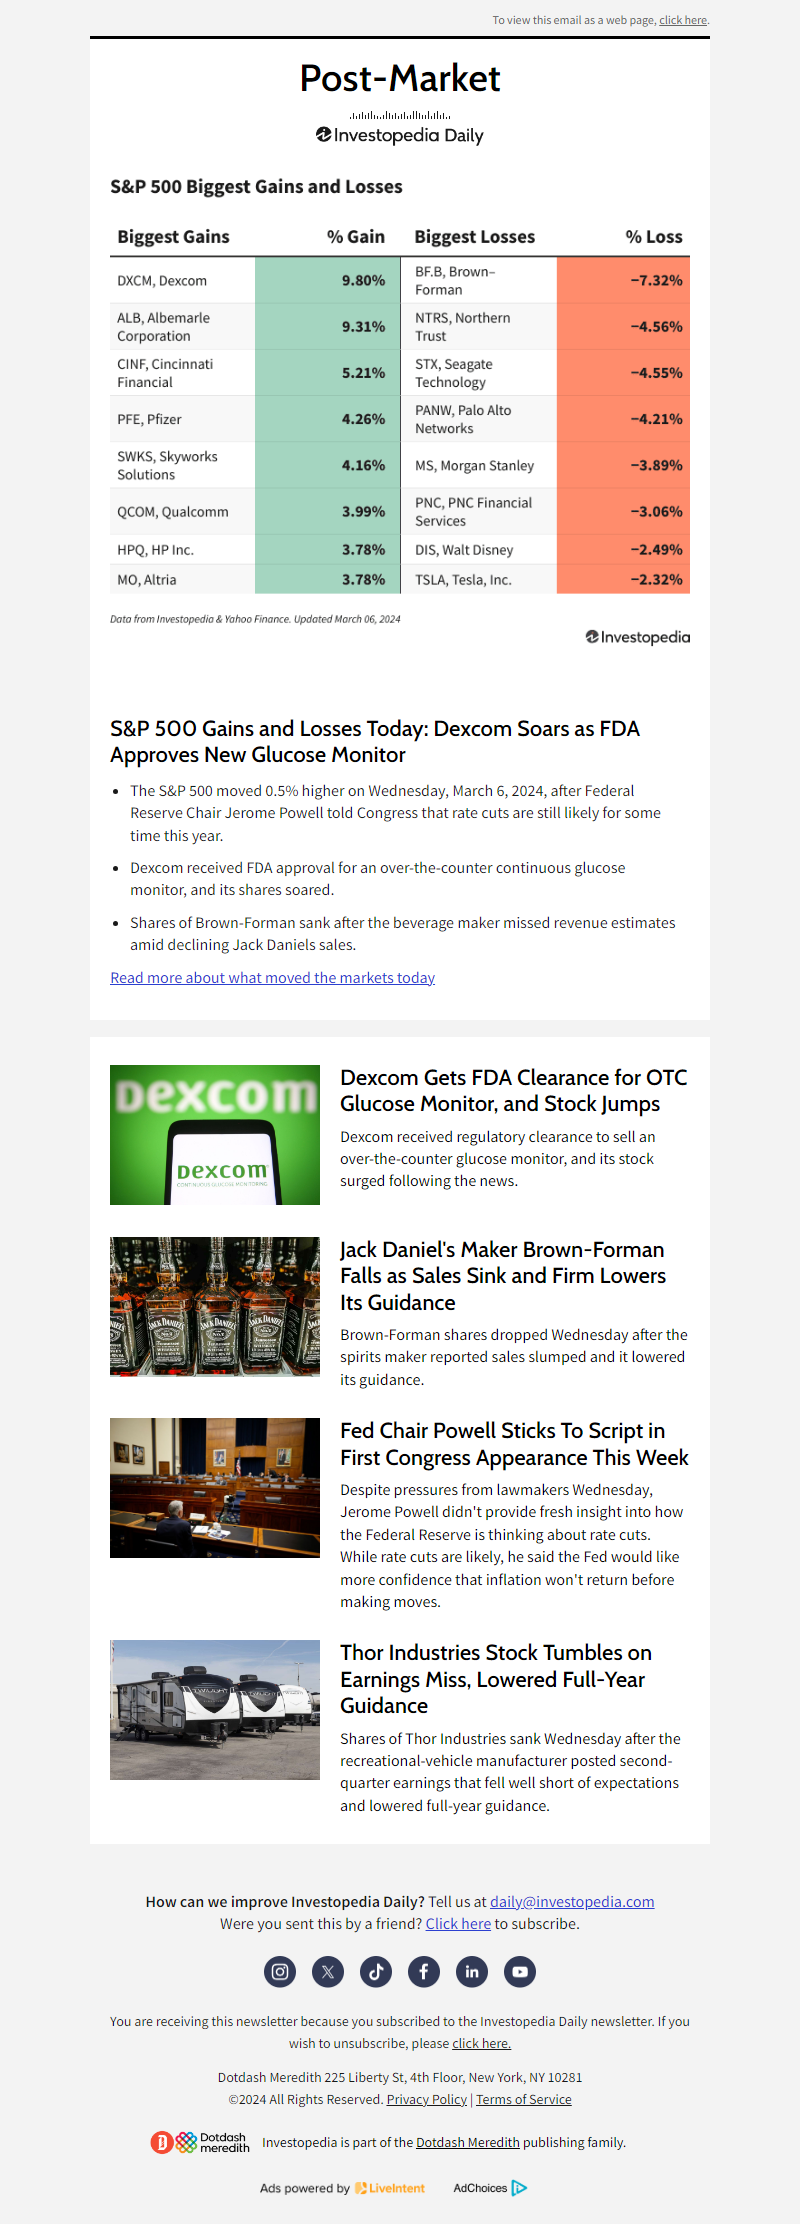 To view this email as a web page, click here.
Post-Market
Investopedia Daily
S&P 500 Biggest Gains and Losses
Biggest Gains % Gain Biggest Losses % Loss
DXCM, Dexcom 9.80% BF.B, Brown–
Forman −7.32%
ALB, Albemarle
Corporation 9.31% NTRS, Northern
Trust −4.56%
CINF, Cincinnati
Financial 5.21% STX, Seagate
Technology −4.55%
PFE, Pfizer 4.26% PANW, Palo Alto
Networks −4.21%
SWKS, Skyworks
Solutions 4.16% MS, Morgan Stanley −3.89%
QCOM, Qualcomm 3.99% PNC, PNC Financial
Services −3.06%
HPQ, HP Inc. 3.78% DIS, Walt Disney −2.49%
MO, Altria 3.78% TSLA, Tesla, Inc. −2.32%
Data from Investopedia & Yahoo Finance. Updated March 06, 2024
Investopedia
S&P 500 Gains and Losses Today: Dexcom Soars as FDA
Approves New Glucose Monitor
• The S&P 500 moved 0.5% higher on Wednesday, March 6, 2024, after Federal
Reserve Chair Jerome Powell told Congress that rate cuts are still likely for some
time this year.
• Dexcom received FDA approval for an over-the-counter continuous glucose
monitor, and its shares soared.
• Shares of Brown-Forman sank after the beverage maker missed revenue estimates
amid declining Jack Daniels sales.
Read more about what moved the markets today
Dexcom
Dexcom
CONTINUOUS GLUCOSE MONITORING
Dexcom Gets FDA Clearance for OTC
Glucose Monitor, and Stock Jumps
Dexcom received regulatory clearance to sell an
over-the-counter glucose monitor, and its stock
surged following the news.
JACK DANIEL'S
Jack Daniel's Maker Brown-Forman
Falls as Sales Sink and Firm Lowers
Its Guidance
Brown-Forman shares dropped Wednesday after the
spirits maker reported sales slumped and it lowered
its guidance.
Fed Chair Powell Sticks To Script in
First Congress Appearance This Week
Despite pressures from lawmakers Wednesday,
Jerome Powell didn't provide fresh insight into how
the Federal Reserve is thinking about rate cuts.
While rate cuts are likely, he said the Fed would like
more confidence that inflation won't return before
making moves.
TWILIGHT
Thor Industries Stock Tumbles on
Earnings Miss, Lowered Full-Year
Guidance
Shares of Thor Industries sank Wednesday after the
recreational-vehicle manufacturer posted second-
quarter earnings that fell well short of expectations
and lowered full-year guidance.
How can we improve Investopedia Daily? Tell us at daily@investopedia.com
Were you sent this by a friend? Click here to subscribe.
You are receiving this newsletter because you subscribed to the Investopedia Daily newsletter. If you
wish to unsubscribe, please click here.
Dotdash Meredith 225 Liberty St, 4th Floor, New York, NY 10281
©2024 All Rights Reserved. Privacy Policy | Terms of Service
Dotdash
meredith
Investopedia is part of the Dotdash Meredith publishing family.
Ads powered by LiveIntent AdChoices